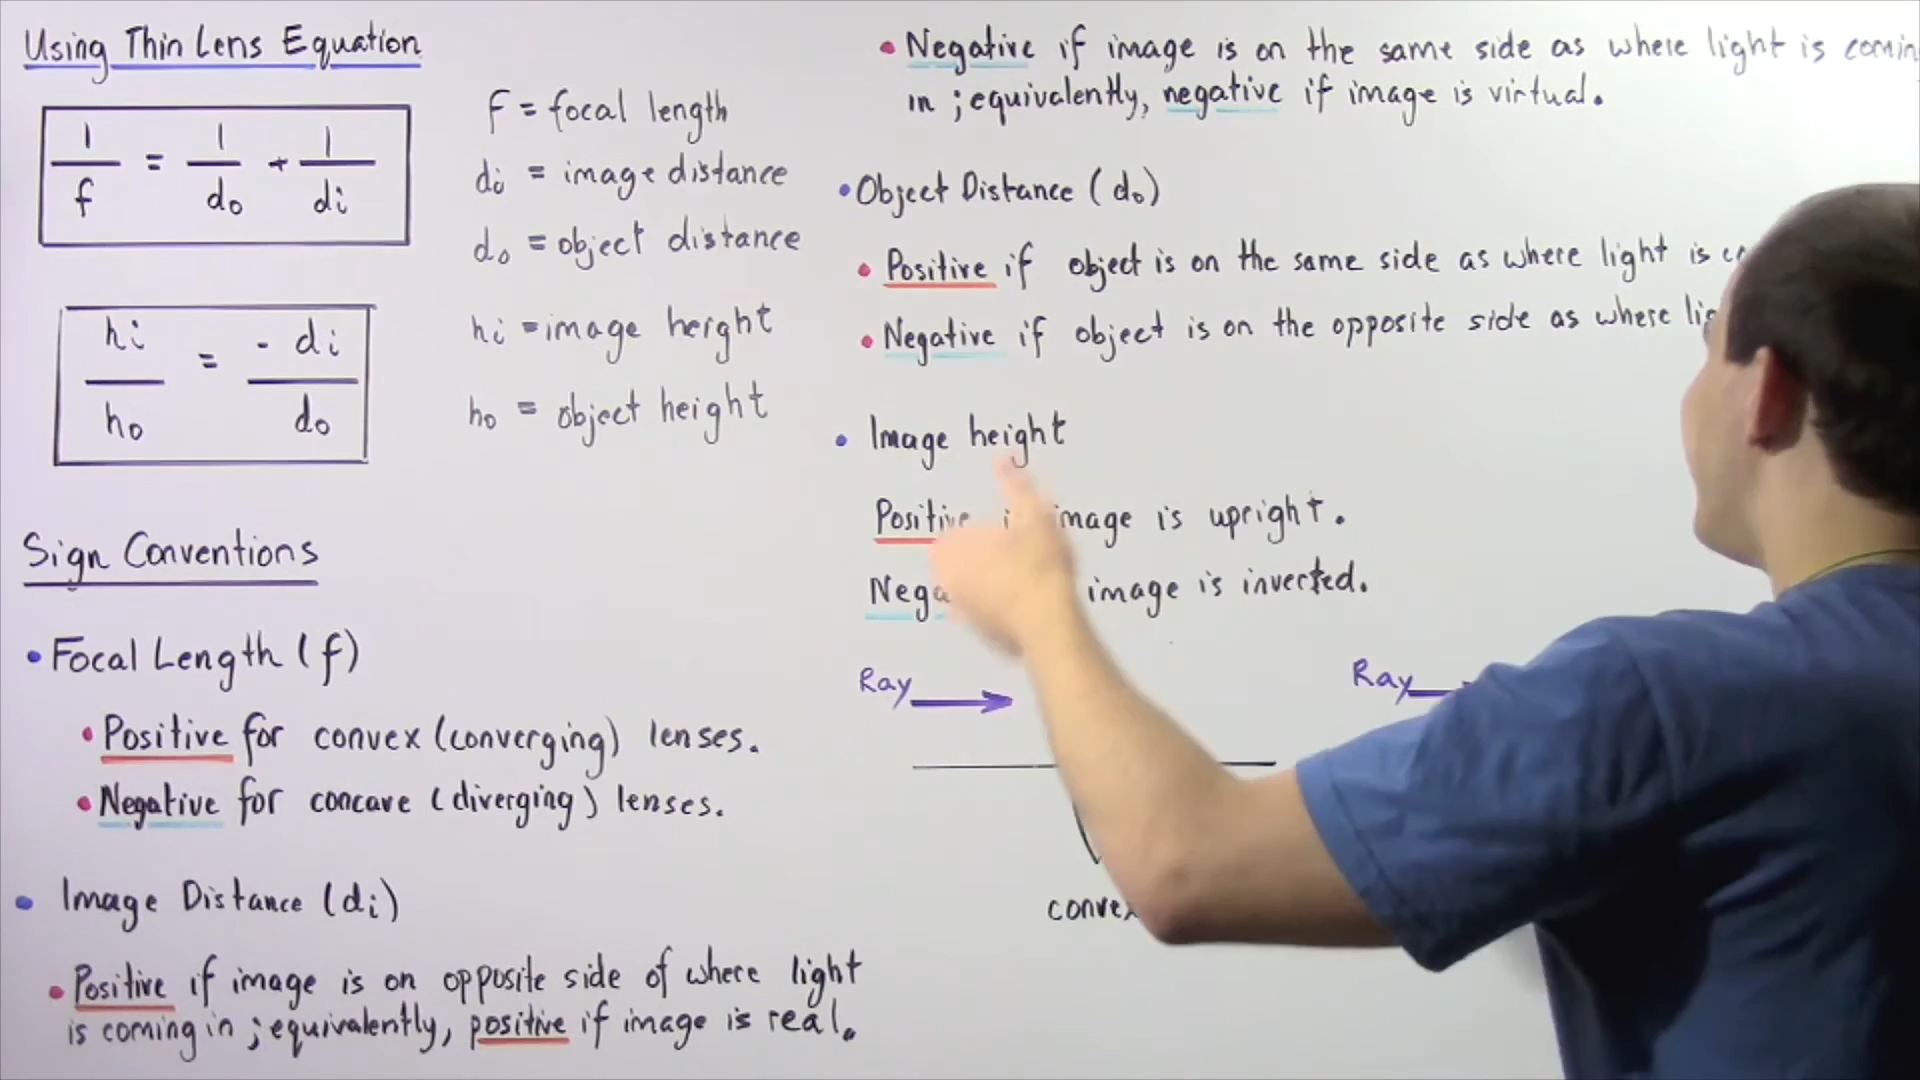 Using Thin Lens Equation
1/f = 1/do + 1/di
hi/ho = - di/do
f = focal length
di = image distance
do = object distance
hi = image height
ho = object height
Sign Conventions
• Focal Length (f)
• Positive for convex (converging) lenses.
• Negative for concave (diverging) lenses.
• Image Distance (di)
• Positive if image is on opposite side of where light
is coming in ; equivalently, positive if image is real.
• Negative if image is on the same side as where light is comin
in ; equivalently, negative if image is virtual.
• Object Distance (do)
• Positive if object is on the same side as where light is
• Negative if object is on the opposite side as where
• Image height
Positive image is upright.
image is inverted.
Ray
Ray
convex